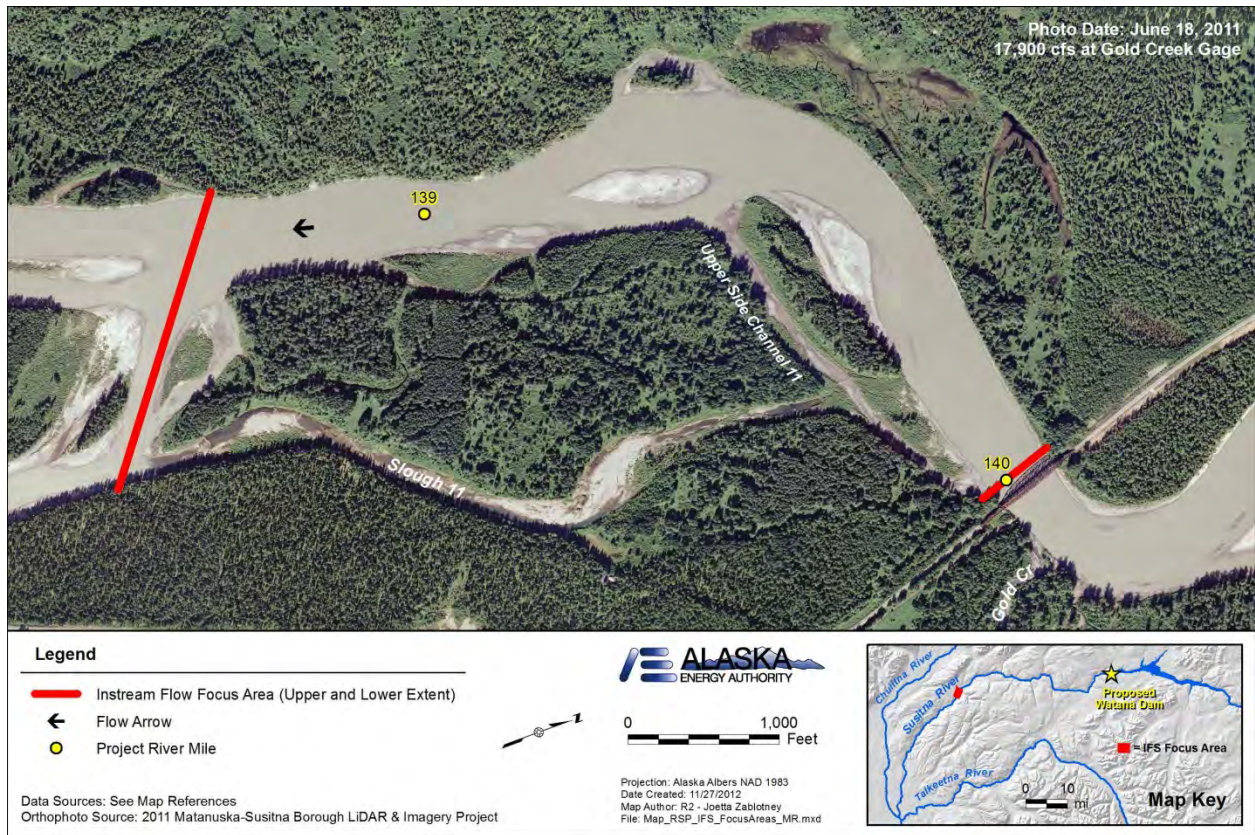 Photo Date: June 18, 2011
17,900 cfs at Gold Creek Gage
139
Upper Side Channel 11
140
Slough 11
Gold Cr
Legend
Instream Flow Focus Area (Upper and Lower Extent)
Flow Arrow
Project River Mile
Data Sources: See Map References
Orthophoto Source: 2011 Matanuska-Susitna Borough LiDAR & Imagery Project
ALASKA
ENERGY AUTHORITY
0 1,000
Feet
Projection: Alaska Albers NAD 1983
Date Created: 11/27/2012
Map Author: R2 - Joetta Zablotney
File: Map_RSP_IFS_FocusAreas_MR.mxd
Chulitna River
Susitna River
Proposed
Watana Dam
= IFS Focus Area
Talkeetna River
0 10
mi
Map Key